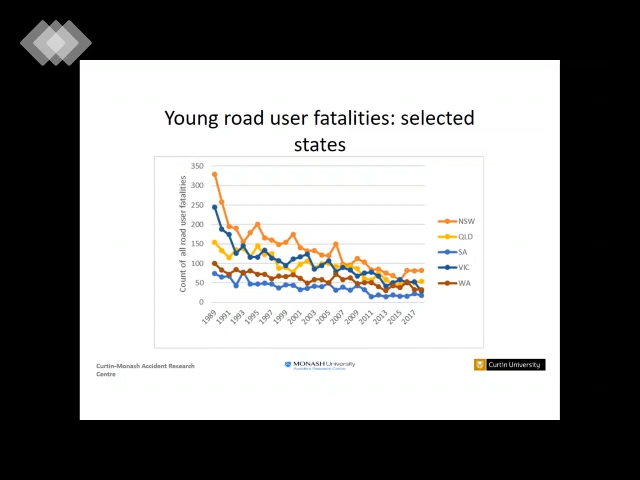 Young road user fatalities: selected
states
Count of all road user fatalities
350
300
250
200
150
100
50
0
1989
1991
1993
1995
1997
1999
2001
2003
2005
2007
2009
2011
2013
2015
2017
NSW
QLD
SA
VIC
WA
Curtin-Monash Accident Research
Centre
MONASH University
Accident Research Centre
Curtin University